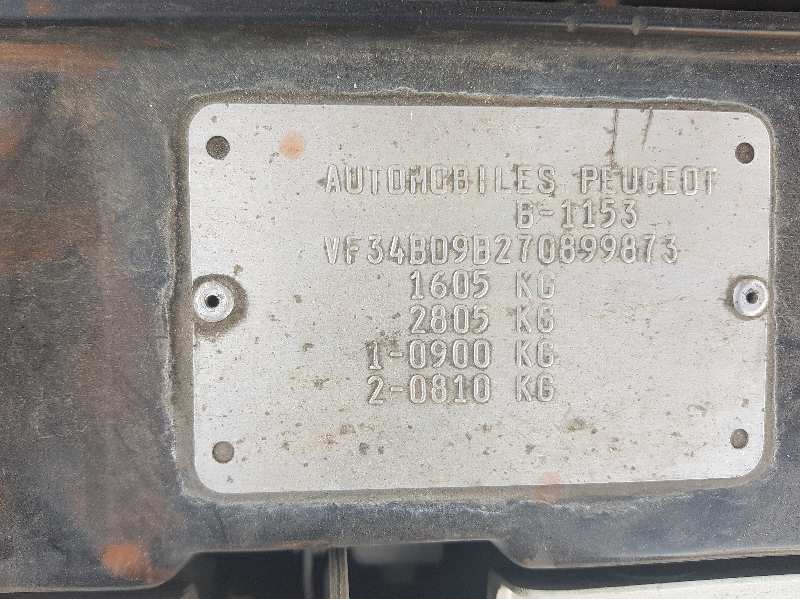 AUTOMOBILES PEUGEOT
B-1153
VF34BD9B270899873
1605 KG
2805 KG
1-0900 KG
2-0810 KG